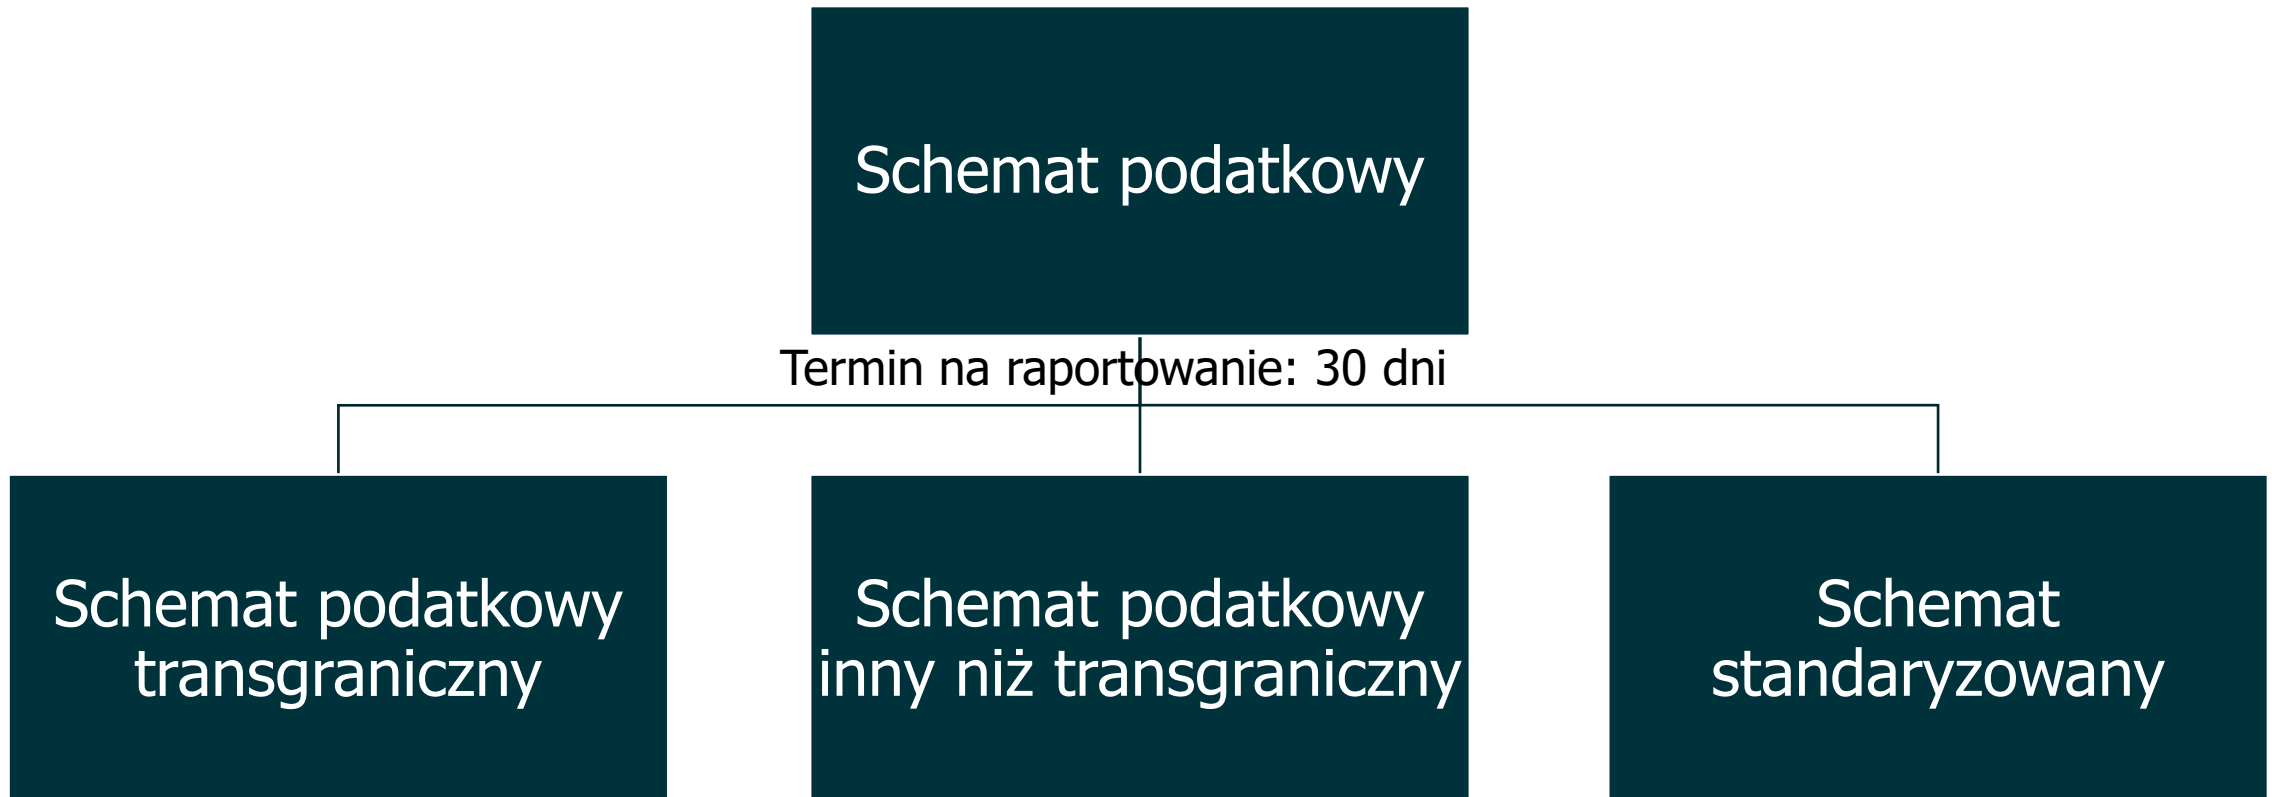 Schemat podatkowy
Termin na raportowanie: 30 dni
Schemat podatkowy
transgraniczny
Schemat podatkowy
inny niż transgraniczny
Schemat
standaryzowany